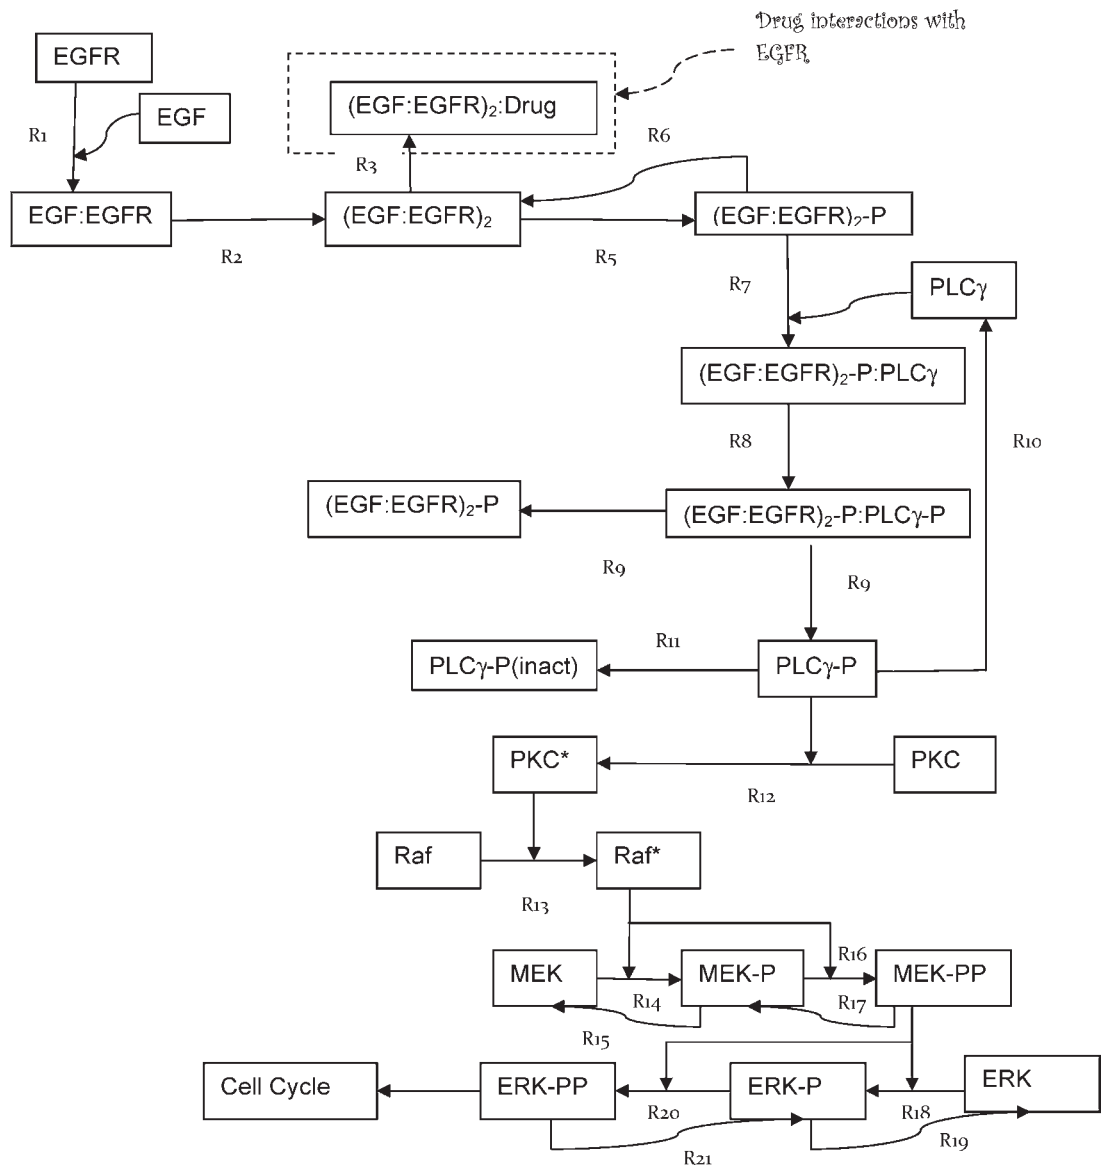 Drug interactions with
EGFR
EGFR
EGF
(EGF:EGFR)₂:Drug
R1
R3
R6
EGF:EGFR
(EGF:EGFR)₂
(EGF:EGFR)₂-P
R2
R5
R7
PLCγ
(EGF:EGFR)₂-P:PLCγ
R8
R10
(EGF:EGFR)₂-P
(EGF:EGFR)₂-P:PLCγ-P
R9
R9
R11
PLCγ-P(inact)
PLCγ-P
PKC*
PKC
R12
Raf
Raf*
R13
R16
MEK
MEK-P
MEK-PP
R14
R17
R15
Cell Cycle
ERK-PP
ERK-P
ERK
R20
R18
R19
R21